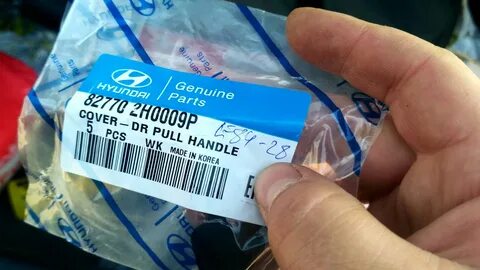 HYUNDAI
Genuine
Parts
82770 2H0009P
COVER-DR PULL HANDLE
5 PCS WK MADE IN KOREA